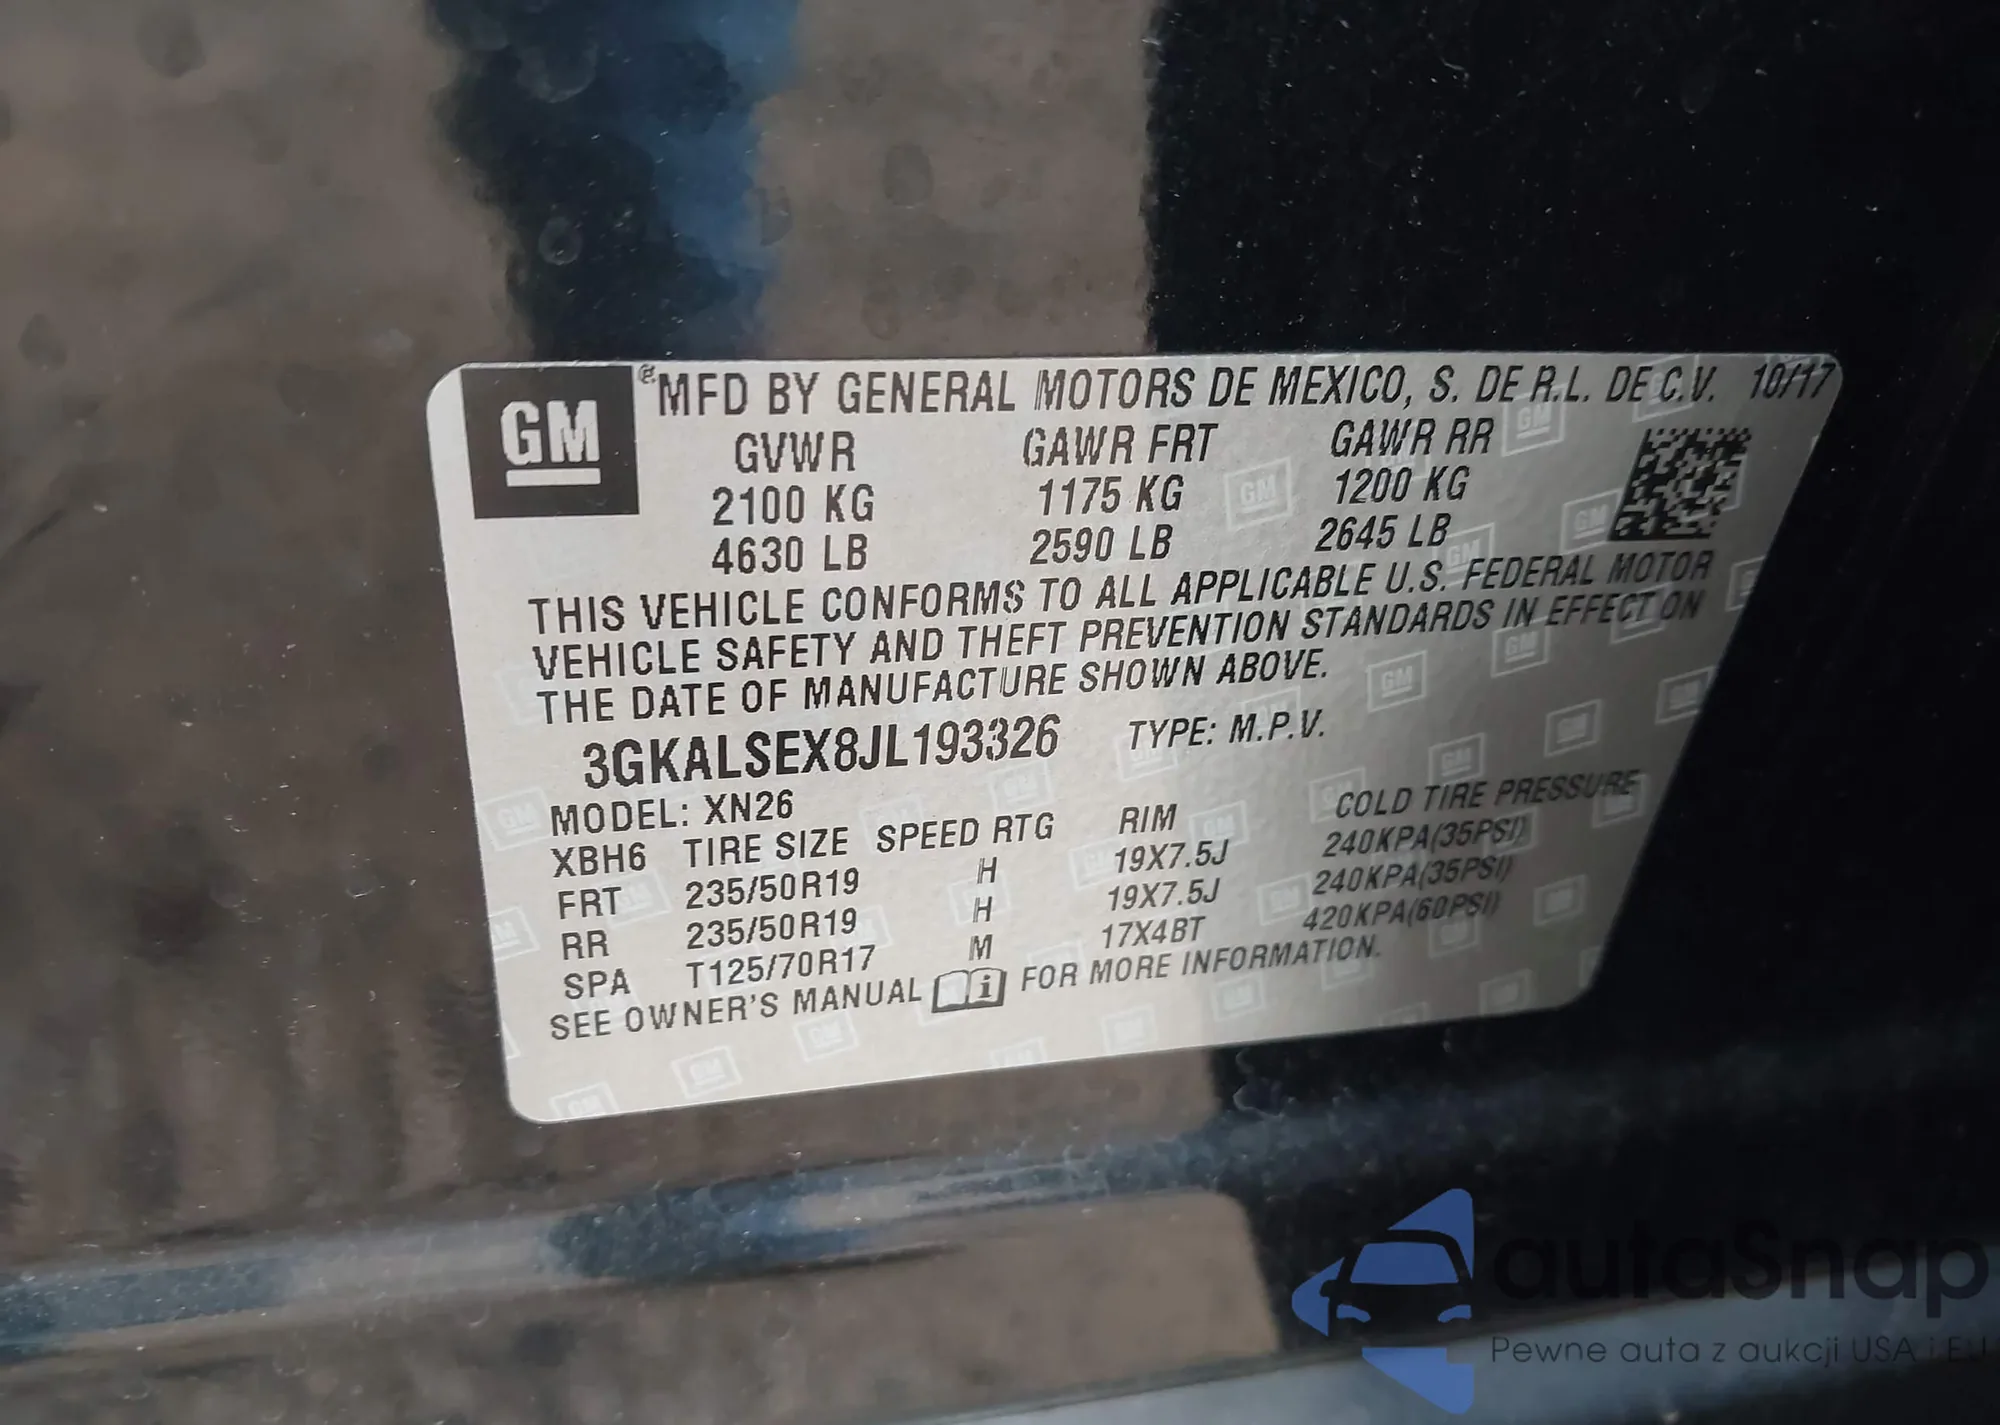 GM
MFD BY GENERAL MOTORS DE MEXICO, S. DE R.L. DE C.V. 10/17
GVWR GAWR FRT GAWR RR
2100 KG 1175 KG 1200 KG
4630 LB 2590 LB 2645 LB
THIS VEHICLE CONFORMS TO ALL APPLICABLE U.S. FEDERAL MOTOR
VEHICLE SAFETY AND THEFT PREVENTION STANDARDS IN EFFECT ON
THE DATE OF MANUFACTURE SHOWN ABOVE.
3GKALSEX8JL193326 TYPE: M.P.V.
MODEL: XN26
XBH6 TIRE SIZE SPEED RTG RIM COLD TIRE PRESSURE
FRT 235/50R19 H 19X7.5J 240KPA(35PSI)
RR 235/50R19 H 19X7.5J 240KPA(35PSI)
SPA T125/70R17 M 17X4BT 420KPA(60PSI)
SEE OWNER'S MANUAL FOR MORE INFORMATION.
autaSnap
Pewne auta z aukcji USA i EU